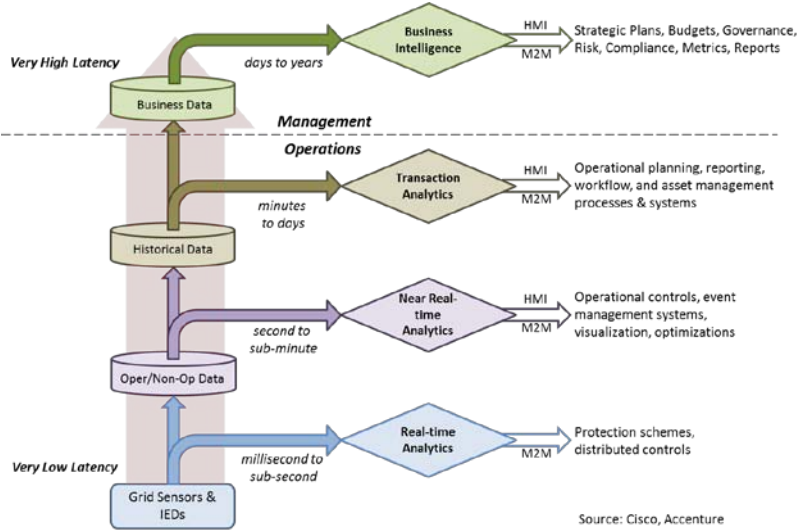 Very High Latency
days to years
Business
Intelligence
HMI
M2M
Strategic Plans, Budgets, Governance,
Risk, Compliance, Metrics, Reports
Business Data
Management
Operations
minutes
to days
Transaction
Analytics
HMI
M2M
Operational planning, reporting,
workflow, and asset management
processes & systems
Historical Data
second to
sub-minute
Near Real-
time
Analytics
HMI
M2M
Operational controls, event
management systems,
visualization, optimizations
Oper/Non-Op Data
Very Low Latency
millisecond to
sub-second
Real-time
Analytics
HMI
M2M
Protection schemes,
distributed controls
Grid Sensors &
IEDs
Source: Cisco, Accenture